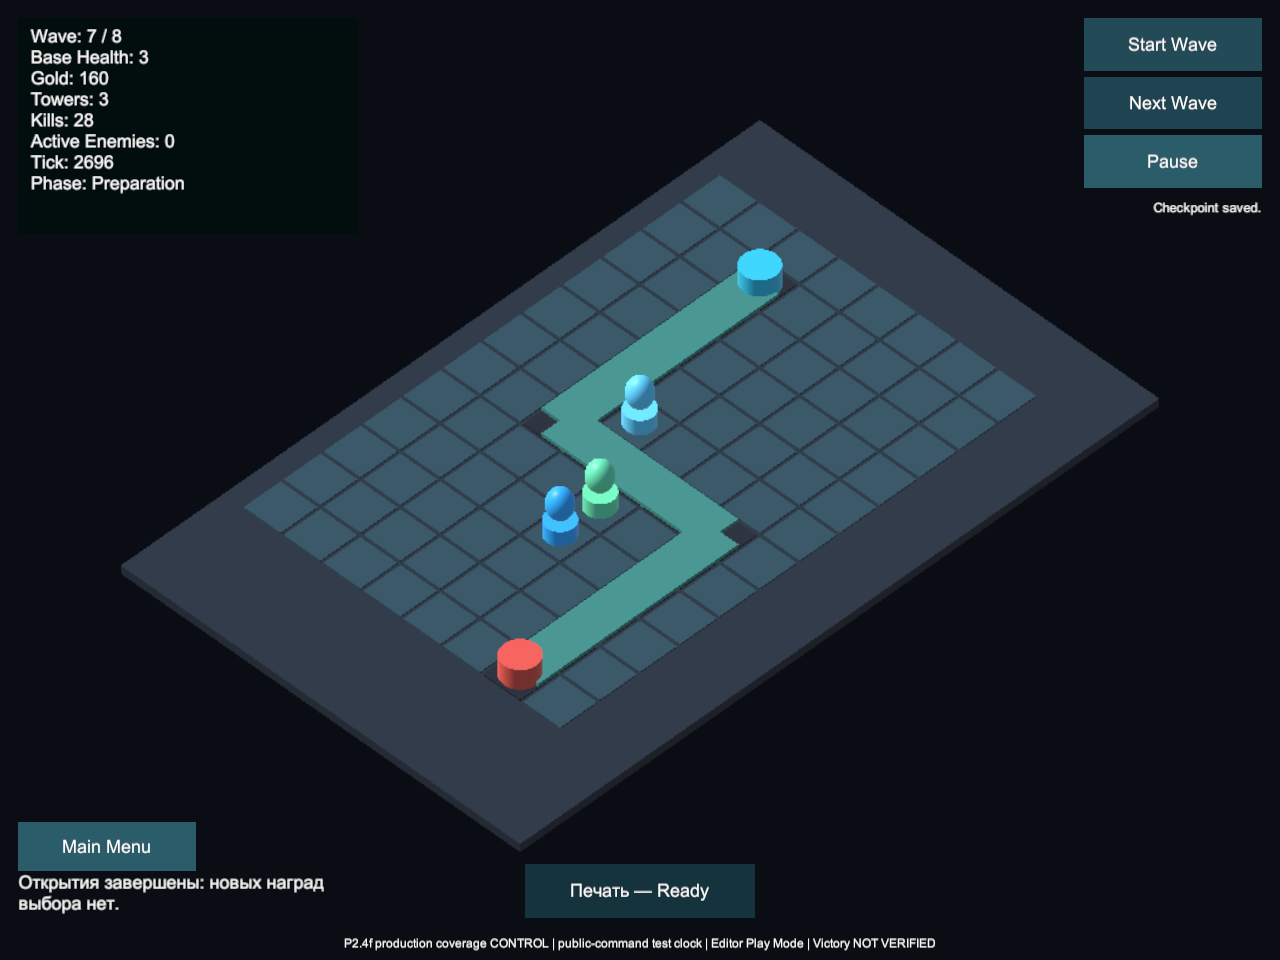 Wave: 7 / 8
Base Health: 3
Gold: 160
Towers: 3
Kills: 28
Active Enemies: 0
Tick: 2696
Phase: Preparation
Start Wave
Next Wave
Pause
Checkpoint saved.
Main Menu
Открытия завершены: новых наград
выбора нет.
Печать — Ready
P2.4f production coverage CONTROL | public-command test clock | Editor Play Mode | Victory NOT VERIFIED